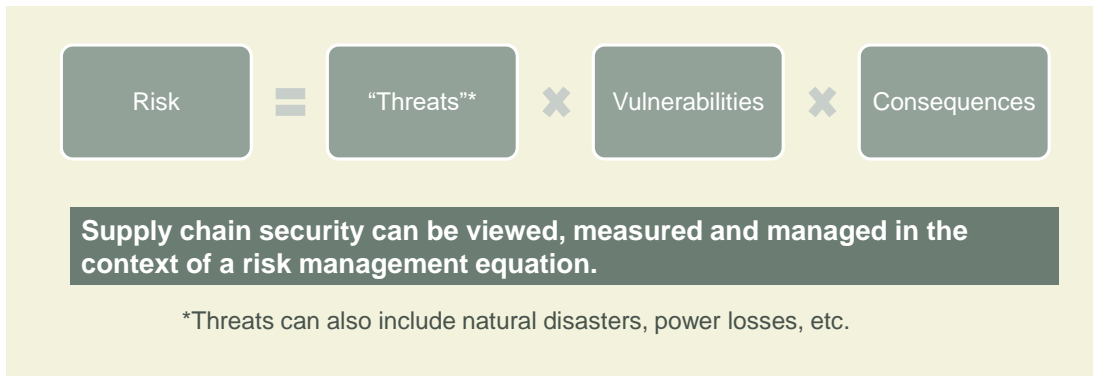 Risk = “Threats”* × Vulnerabilities × Consequences
Supply chain security can be viewed, measured and managed in the
context of a risk management equation.
*Threats can also include natural disasters, power losses, etc.